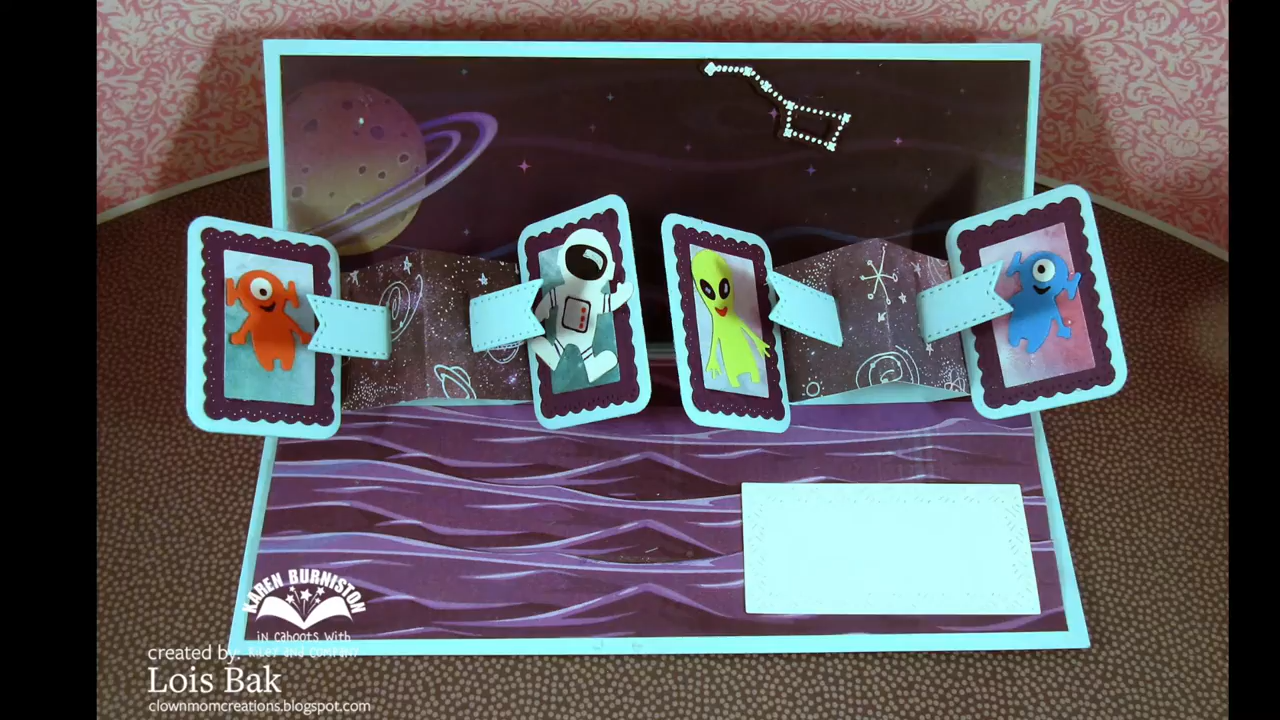 KAREN BURNISTON
in cahoots with
RILEY AND COMPANY
created by:
Lois Bak
clownmomcreations.blogspot.com